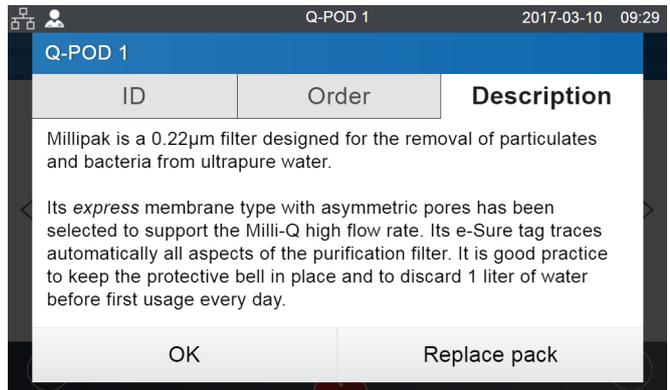 Q-POD 1 2017-03-10 09:29
Q-POD 1
ID Order Description
Millipak is a 0.22µm filter designed for the removal of particulates
and bacteria from ultrapure water.
Its express membrane type with asymmetric pores has been
selected to support the Milli-Q high flow rate. Its e-Sure tag traces
automatically all aspects of the purification filter. It is good practice
to keep the protective bell in place and to discard 1 liter of water
before first usage every day.
OK Replace pack